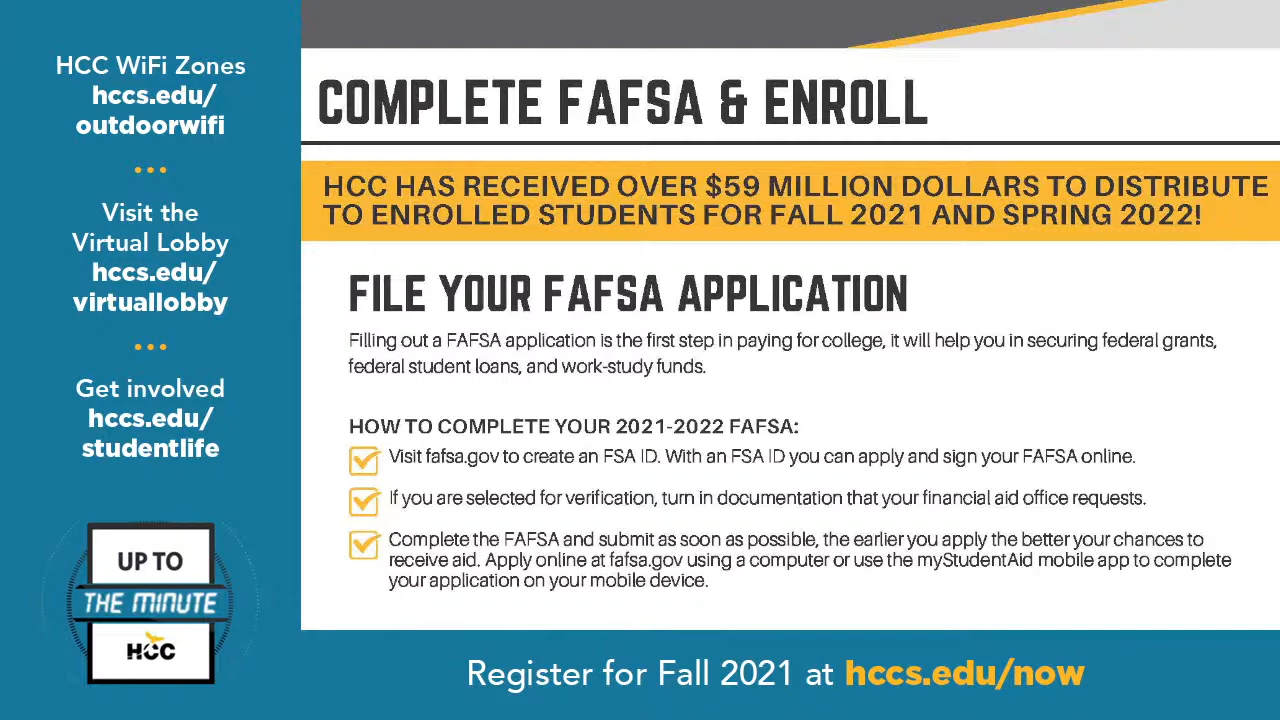 HCC WiFi Zones
hccs.edu/
outdoorwifi
Visit the
Virtual Lobby
hccs.edu/
virtuallobby
Get involved
hccs.edu/
studentlife
UP TO
THE MINUTE
HCC
COMPLETE FAFSA & ENROLL
HCC HAS RECEIVED OVER $59 MILLION DOLLARS TO DISTRIBUTE
TO ENROLLED STUDENTS FOR FALL 2021 AND SPRING 2022!
FILE YOUR FAFSA APPLICATION
Filling out a FAFSA application is the first step in paying for college, it will help you in securing federal grants,
federal student loans, and work-study funds.
HOW TO COMPLETE YOUR 2021-2022 FAFSA:
Visit fafsa.gov to create an FSA ID. With an FSA ID you can apply and sign your FAFSA online.
If you are selected for verification, turn in documentation that your financial aid office requests.
Complete the FAFSA and submit as soon as possible, the earlier you apply the better your chances to
receive aid. Apply online at fafsa.gov using a computer or use the myStudentAid mobile app to complete
your application on your mobile device.
Register for Fall 2021 at hccs.edu/now